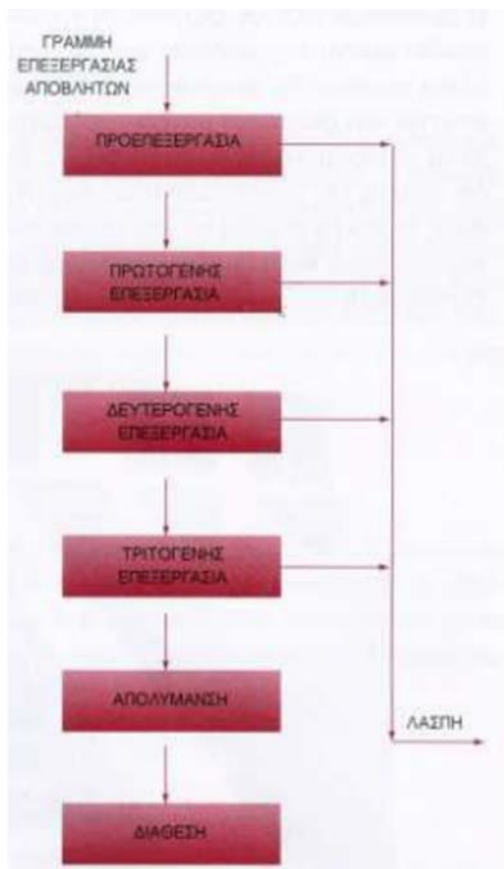 ΓΡΑΜΜΗ
ΕΠΕΞΕΡΓΑΣΙΑΣ
ΑΠΟΒΛΗΤΩΝ
ΠΡΟΕΠΕΞΕΡΓΑΣΙΑ
ΠΡΩΤΟΓΕΝΗΣ
ΕΠΕΞΕΡΓΑΣΙΑ
ΔΕΥΤΕΡΟΓΕΝΗΣ
ΕΠΕΞΕΡΓΑΣΙΑ
ΤΡΙΤΟΓΕΝΗΣ
ΕΠΕΞΕΡΓΑΣΙΑ
ΑΠΟΛΥΜΑΝΣΗ
ΛΑΣΠΗ
ΔΙΑΘΕΣΗ